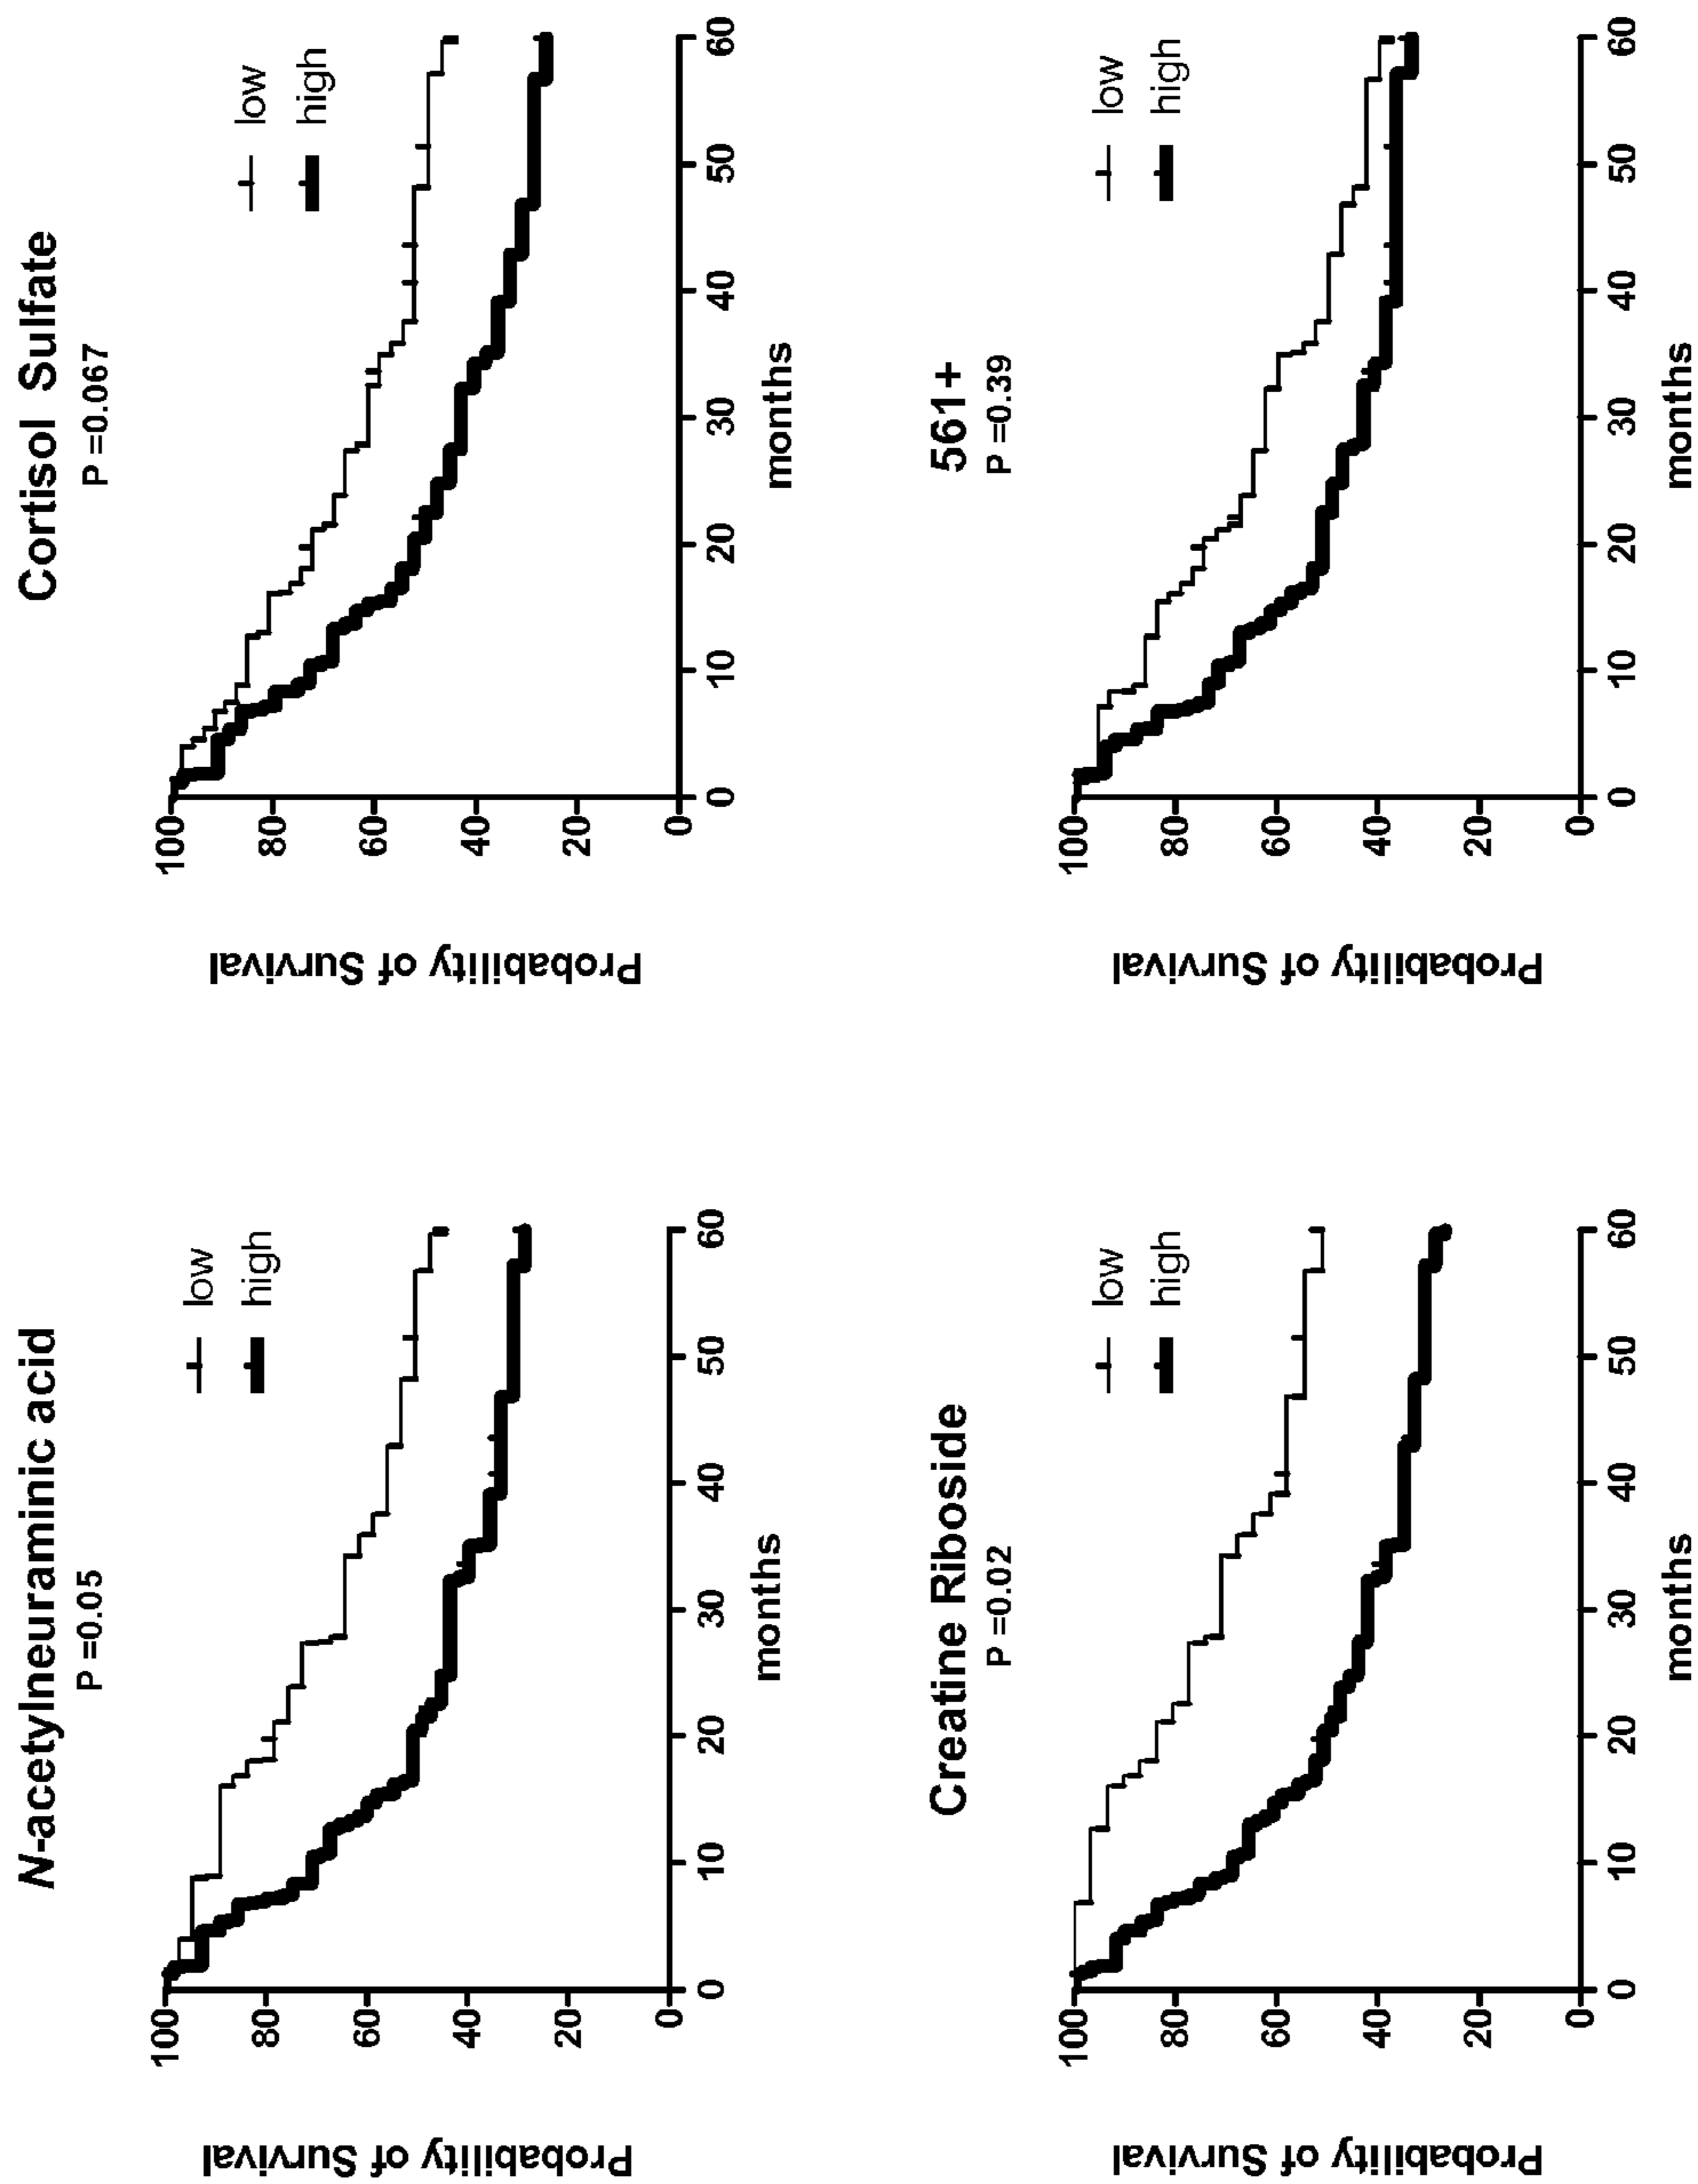 N-acetylneuraminic acid
P =0.05
Probability of Survival
100
80
60
40
20
0
0 10 20 30 40 50 60
months
low
high
Cortisol Sulfate
P =0.067
Probability of Survival
100
80
60
40
20
0
0 10 20 30 40 50 60
months
low
high
Creatine Riboside
P =0.02
Probability of Survival
100
80
60
40
20
0
0 10 20 30 40 50 60
months
low
high
561+
P =0.39
Probability of Survival
100
80
60
40
20
0
0 10 20 30 40 50 60
months
low
high